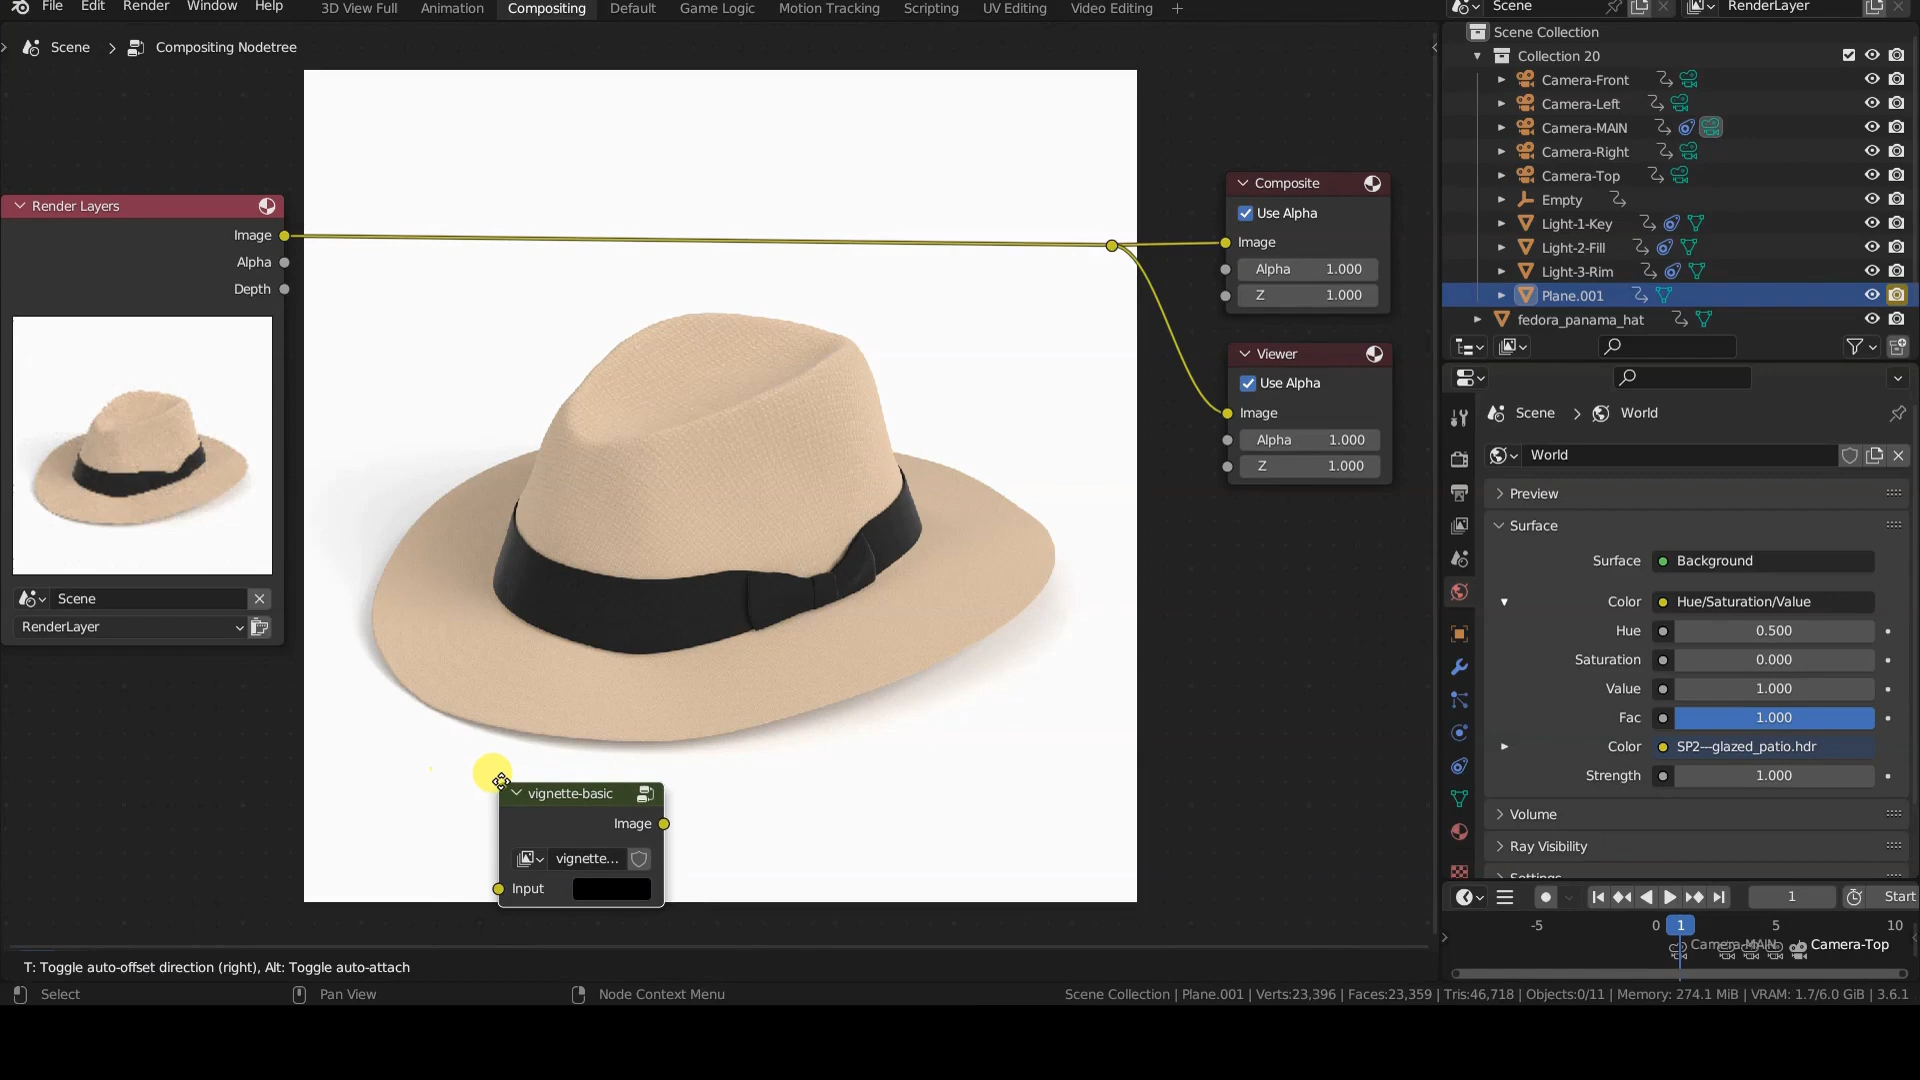 File Edit Render Window Help
3D View Full Animation Compositing Default Game Logic Motion Tracking Scripting UV Editing Video Editing +
Scene RenderLayer
Scene > Compositing Nodetree
Render Layers
Image
Alpha
Depth
Scene
RenderLayer
Composite
Use Alpha
Image
Alpha 1.000
Z 1.000
Viewer
Use Alpha
Image
Alpha 1.000
Z 1.000
vignette-basic
Image
vignette...
Input
Scene Collection
Collection 20
Camera-Front
Camera-Left
Camera-MAIN
Camera-Right
Camera-Top
Empty
Light-1-Key
Light-2-Fill
Light-3-Rim
Plane.001
fedora_panama_hat
Scene > World
World
Preview
Surface
Surface Background
Color Hue/Saturation/Value
Hue 0.500
Saturation 0.000
Value 1.000
Fac 1.000
Color SP2---glazed_patio.hdr
Strength 1.000
Volume
Ray Visibility
Settings
1 Start
-5 0 1 5 10
Camera-MAIN Camera-Top
T: Toggle auto-offset direction (right), Alt: Toggle auto-attach
Select Pan View Node Context Menu
Scene Collection | Plane.001 | Verts:23,396 | Faces:23,359 | Tris:46,718 | Objects:0/11 | Memory: 274.1 MiB | VRAM: 1.7/6.0 GiB | 3.6.1